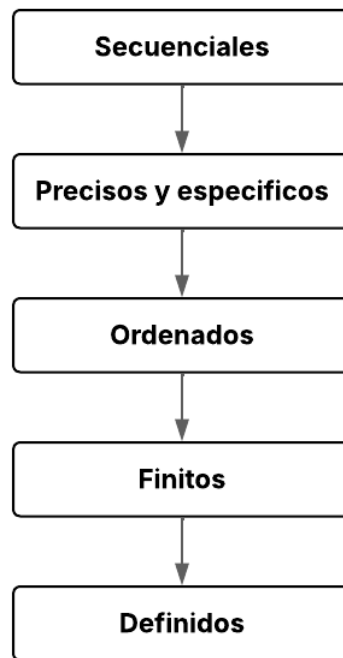 Secuenciales
Precisos y especificos
Ordenados
Finitos
Definidos